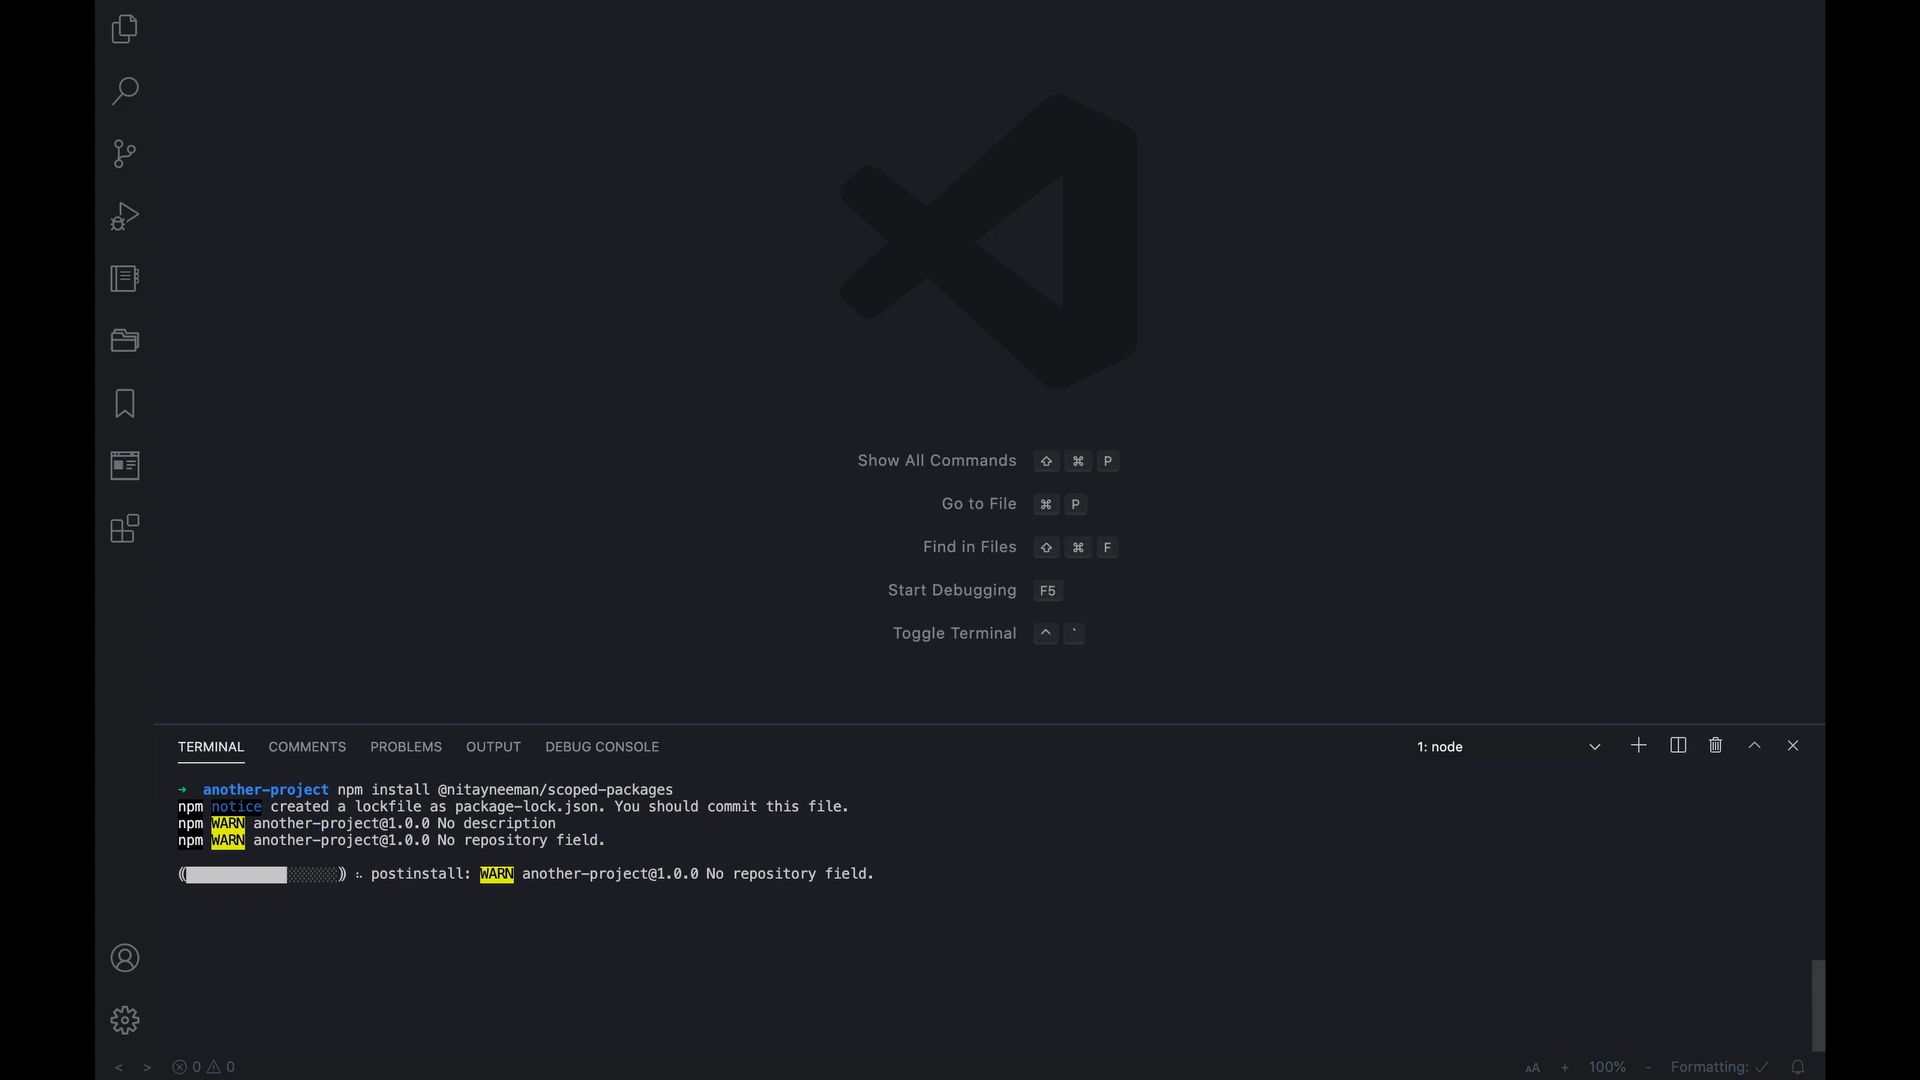 Show All Commands ⇧ ⌘ P
Go to File ⌘ P
Find in Files ⇧ ⌘ F
Start Debugging F5
Toggle Terminal ^ `
TERMINAL COMMENTS PROBLEMS OUTPUT DEBUG CONSOLE 1: node
➜ another-project npm install @nitayneeman/scoped-packages
npm notice created a lockfile as package-lock.json. You should commit this file.
npm WARN another-project@1.0.0 No description
npm WARN another-project@1.0.0 No repository field.
postinstall: WARN another-project@1.0.0 No repository field.
< > 0 0 AA + 100% - Formatting: ✓